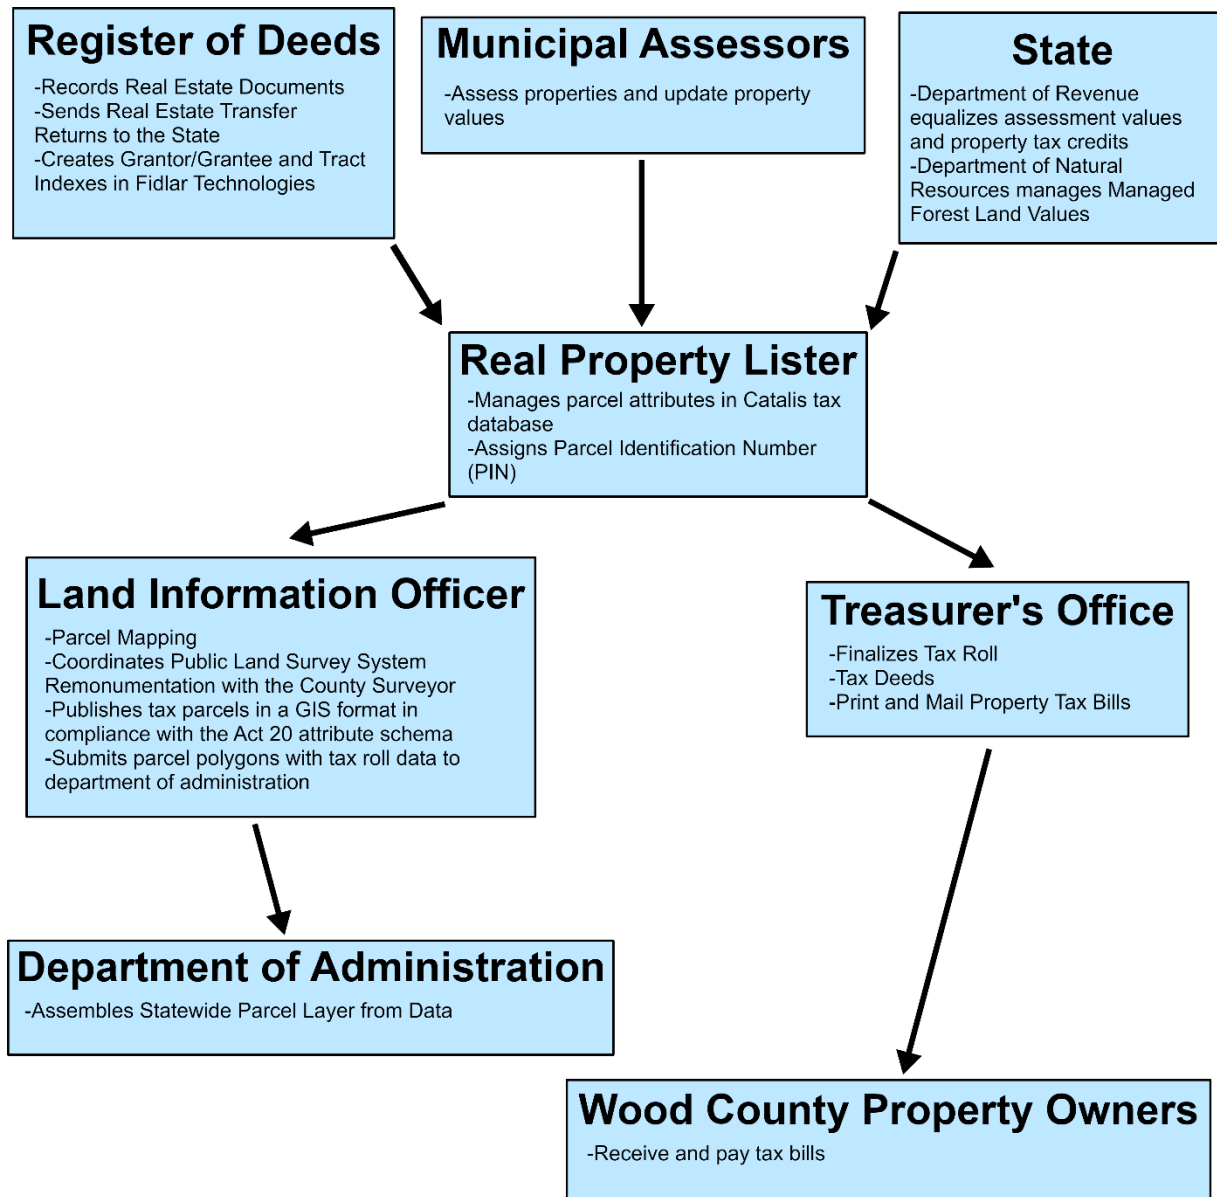 Register of Deeds
-Records Real Estate Documents
-Sends Real Estate Transfer
Returns to the State
-Creates Grantor/Grantee and Tract
Indexes in Fidlar Technologies
Municipal Assessors
-Assess properties and update property
values
State
-Department of Revenue
equalizes assessment values
and property tax credits
-Department of Natural
Resources manages Managed
Forest Land Values
Real Property Lister
-Manages parcel attributes in Catalis tax
database
-Assigns Parcel Identification Number
(PIN)
Land Information Officer
-Parcel Mapping
-Coordinates Public Land Survey System
Remonumentation with the County Surveyor
-Publishes tax parcels in a GIS format in
compliance with the Act 20 attribute schema
-Submits parcel polygons with tax roll data to
department of administration
Treasurer's Office
-Finalizes Tax Roll
-Tax Deeds
-Print and Mail Property Tax Bills
Department of Administration
-Assembles Statewide Parcel Layer from Data
Wood County Property Owners
-Receive and pay tax bills